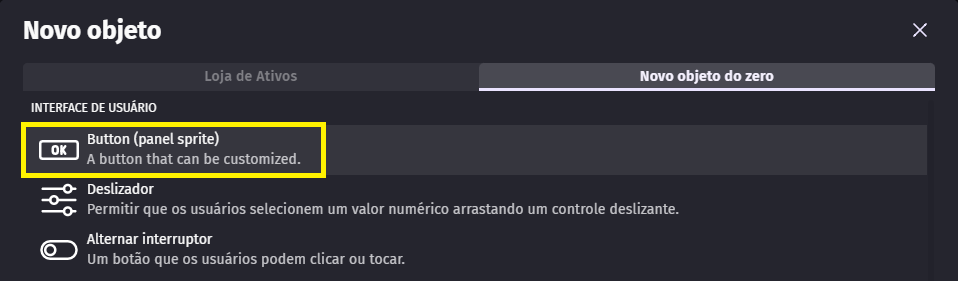 Novo objeto
Loja de Ativos
Novo objeto do zero
INTERFACE DE USUÁRIO
OK
Button (panel sprite)
A button that can be customized.
Deslizador
Permitir que os usuários selecionem um valor numérico arrastando um controle deslizante.
Alternar interruptor
Um botão que os usuários podem clicar ou tocar.